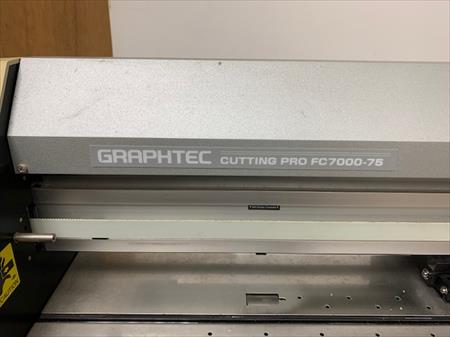 GRAPHTEC CUTTING PRO FC7000-75